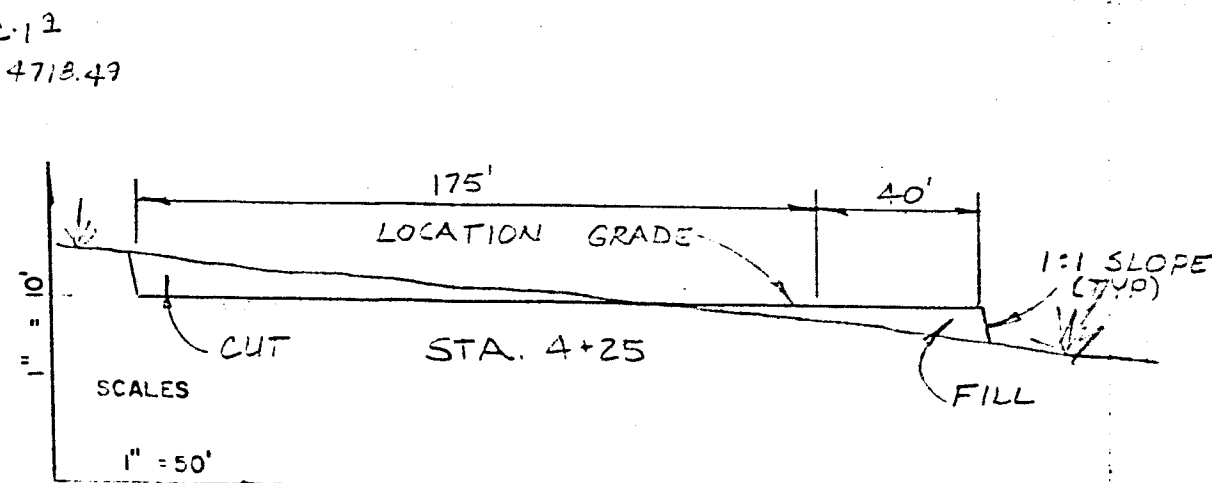 4718.49
175'
40'
LOCATION GRADE
1:1 SLOPE
(TYP)
1" = 10'
CUT
STA. 4+25
FILL
SCALES
1" = 50'